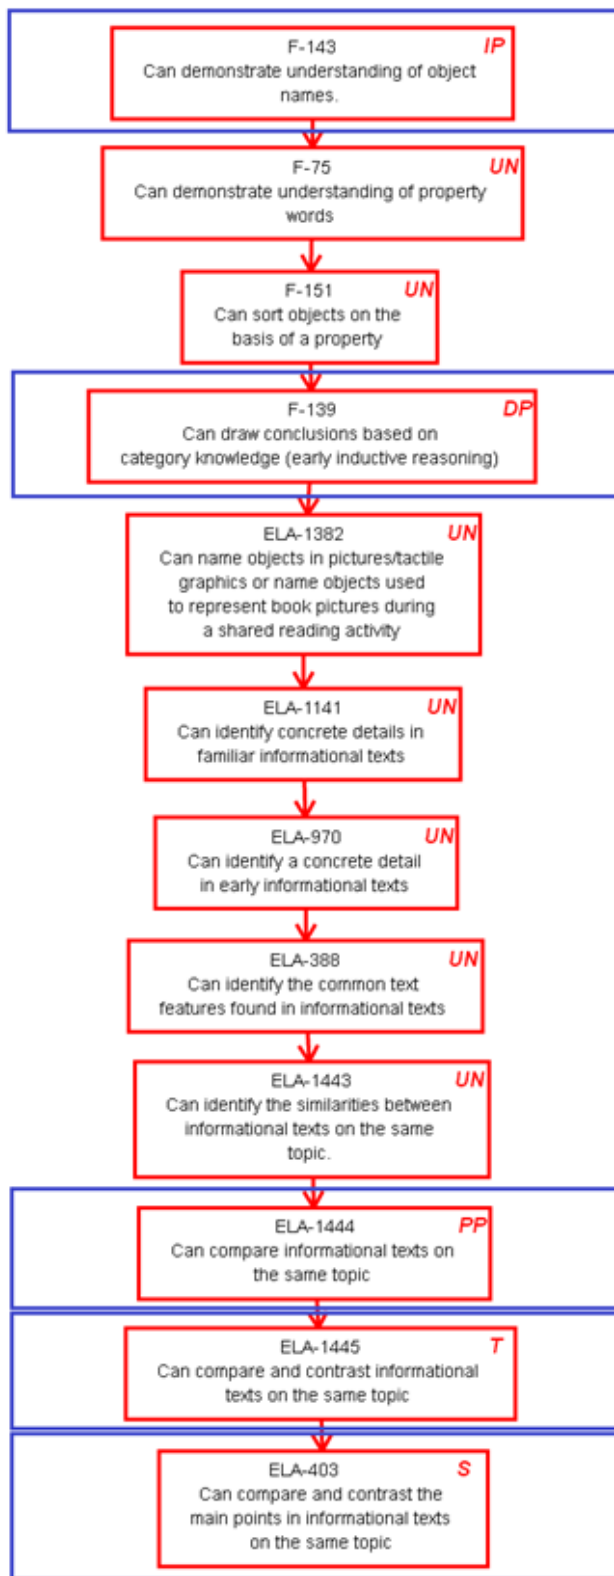 F-143
IP
Can demonstrate understanding of object
names.
F-75
UN
Can demonstrate understanding of property
words
F-151
UN
Can sort objects on the
basis of a property
F-139
DP
Can draw conclusions based on
category knowledge (early inductive reasoning)
ELA-1382
UN
Can name objects in pictures/tactile
graphics or name objects used
to represent book pictures during
a shared reading activity
ELA-1141
UN
Can identify concrete details in
familiar informational texts
ELA-970
UN
Can identify a concrete detail
in early informational texts
ELA-388
UN
Can identify the common text
features found in informational texts
ELA-1443
UN
Can identify the similarities between
informational texts on the same
topic.
ELA-1444
PP
Can compare informational texts on
the same topic
ELA-1445
T
Can compare and contrast informational
texts on the same topic
ELA-403
S
Can compare and contrast the
main points in informational texts
on the same topic